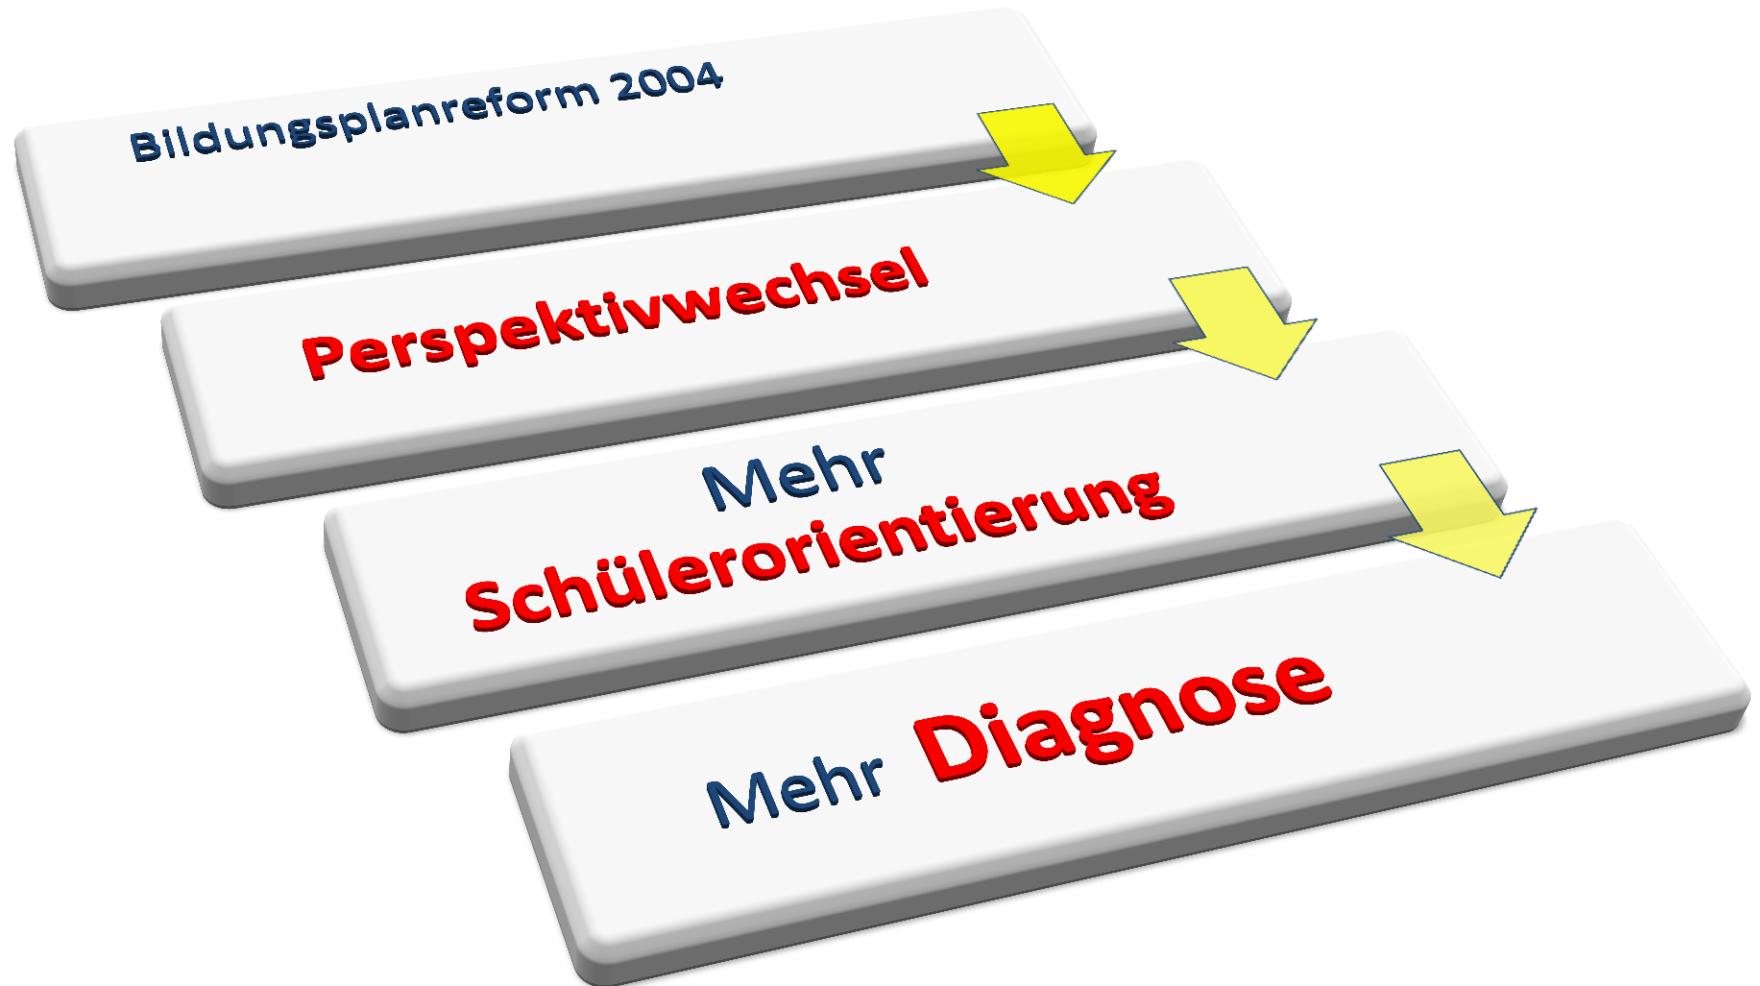 Bildungsplanreform 2004
Perspektivwechsel
Mehr
Schülerorientierung
Mehr Diagnose